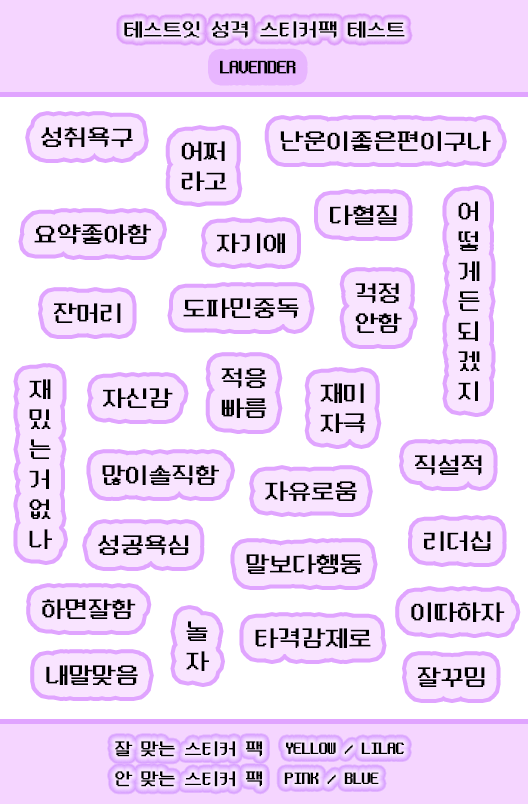 테스트잇 성격 스티커팩 테스트
LAVENDER
성취욕구
어쩌
라고
난운이좋은편이구나
다혈질
어
떻
게
든
되
겠
지
요약좋아함
자기애
걱정
안함
잔머리
도파민중독
재
밌
는
거
없
나
자신감
적응
빠름
재미
자극
직설적
많이솔직함
자유로움
성공욕심
리더십
말보다행동
하면잘함
놀
자
타격감제로
이따하자
내말맞음
잘꾸밈
잘 맞는 스티커 팩 YELLOW / LILAC
안 맞는 스티커 팩 PINK / BLUE